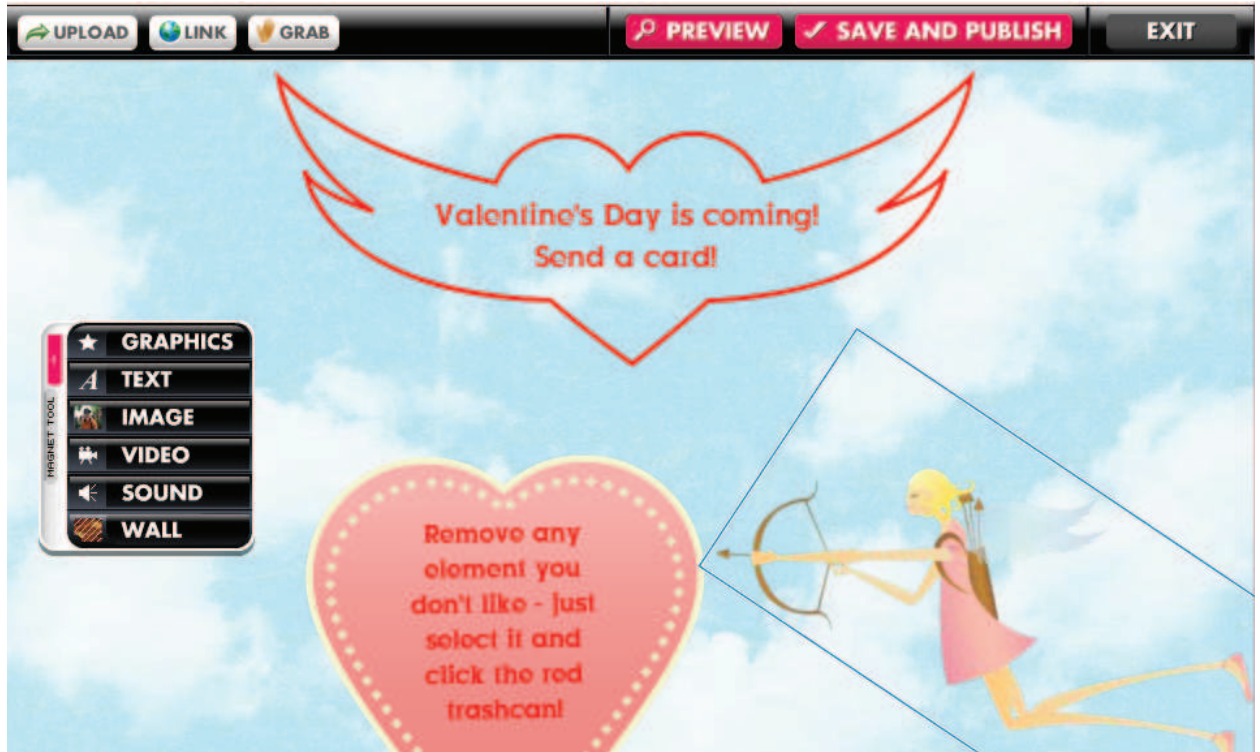 UPLOAD
LINK
GRAB
PREVIEW
SAVE AND PUBLISH
EXIT
Valentine's Day is coming!
Send a card!
MAGNET TOOL
GRAPHICS
TEXT
IMAGE
VIDEO
SOUND
WALL
Remove any
element you
don't like - just
select it and
click the red
trashcan!